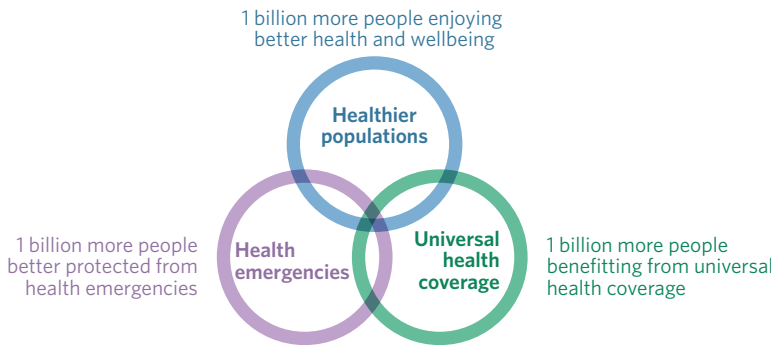 1 billion more people enjoying
better health and wellbeing
Healthier
populations
1 billion more people
better protected from
health emergencies
Health
emergencies
Universal
health
coverage
1 billion more people
benefitting from universal
health coverage